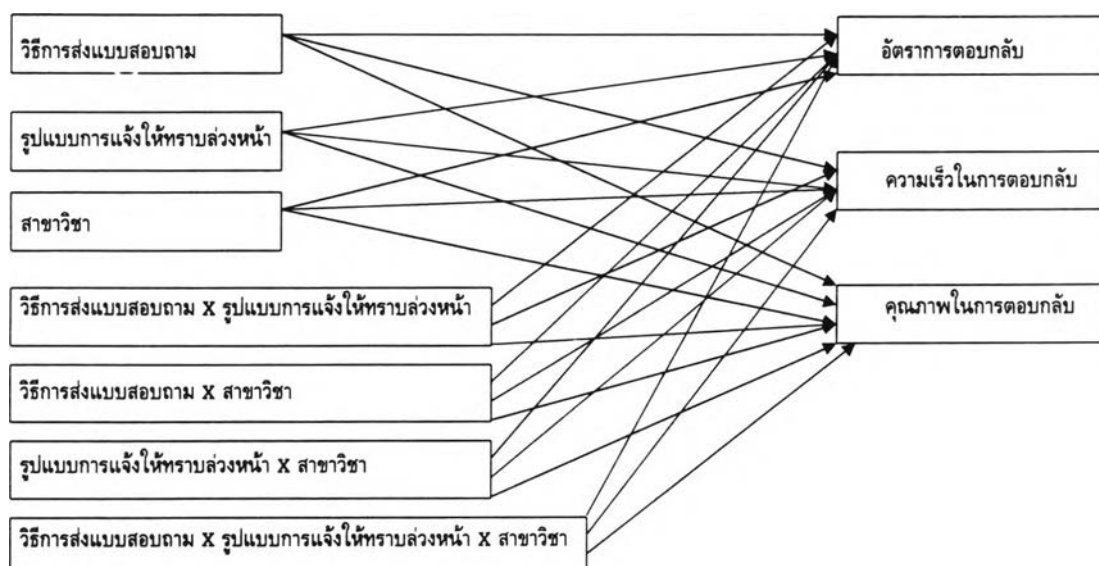 วิธีการส่งแบบสอบถาม
อัตราการตอบกลับ
รูปแบบการแจ้งให้ทราบล่วงหน้า
ความเร็วในการตอบกลับ
สาขาวิชา
วิธีการส่งแบบสอบถาม X รูปแบบการแจ้งให้ทราบล่วงหน้า
คุณภาพในการตอบกลับ
วิธีการส่งแบบสอบถาม X สาขาวิชา
รูปแบบการแจ้งให้ทราบล่วงหน้า X สาขาวิชา
วิธีการส่งแบบสอบถาม X รูปแบบการแจ้งให้ทราบล่วงหน้า X สาขาวิชา